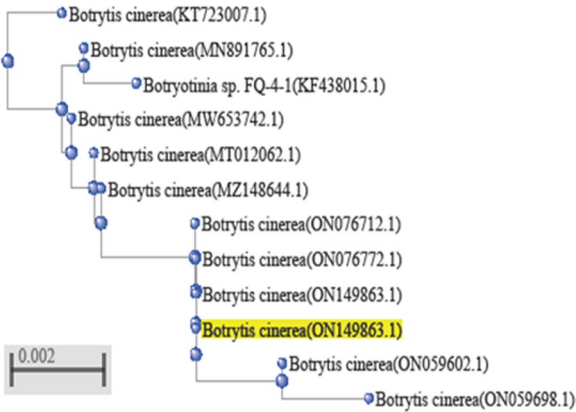 Botrytis cinerea(KT723007.1)
Botrytis cinerea(MN891765.1)
Botryotinia sp. FQ-4-1(KF438015.1)
Botrytis cinerea(MW653742.1)
Botrytis cinerea(MT012062.1)
Botrytis cinerea(MZ148644.1)
Botrytis cinerea(ON076712.1)
Botrytis cinerea(ON076772.1)
Botrytis cinerea(ON149863.1)
Botrytis cinerea(ON149863.1)
Botrytis cinerea(ON059602.1)
Botrytis cinerea(ON059698.1)
0.002